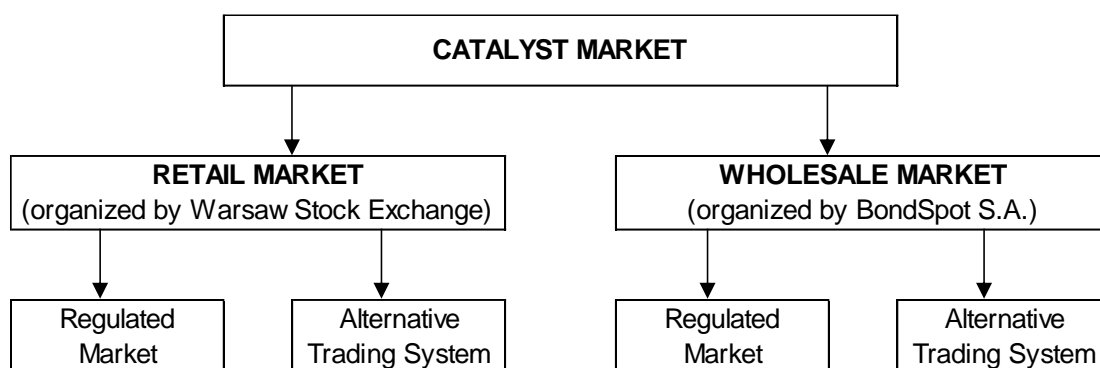 CATALYST MARKET
RETAIL MARKET
(organized by Warsaw Stock Exchange)
WHOLESALE MARKET
(organized by BondSpot S.A.)
Regulated
Market
Alternative
Trading System
Regulated
Market
Alternative
Trading System